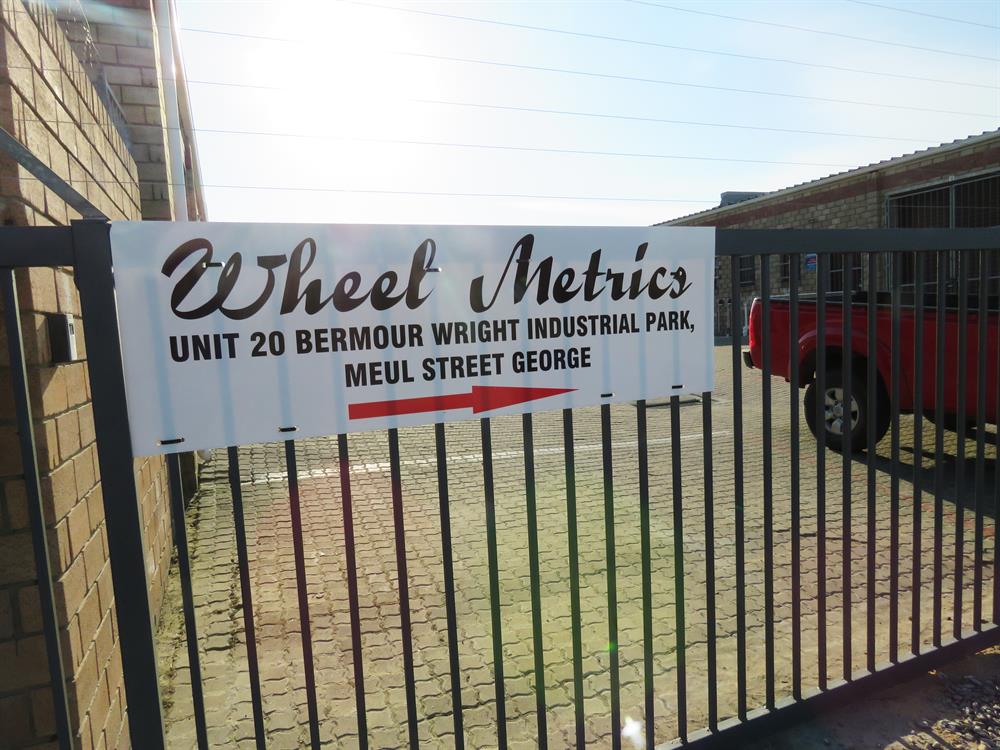 Wheel Metrics
UNIT 20 BERMOUR WRIGHT INDUSTRIAL PARK,
MEUL STREET GEORGE